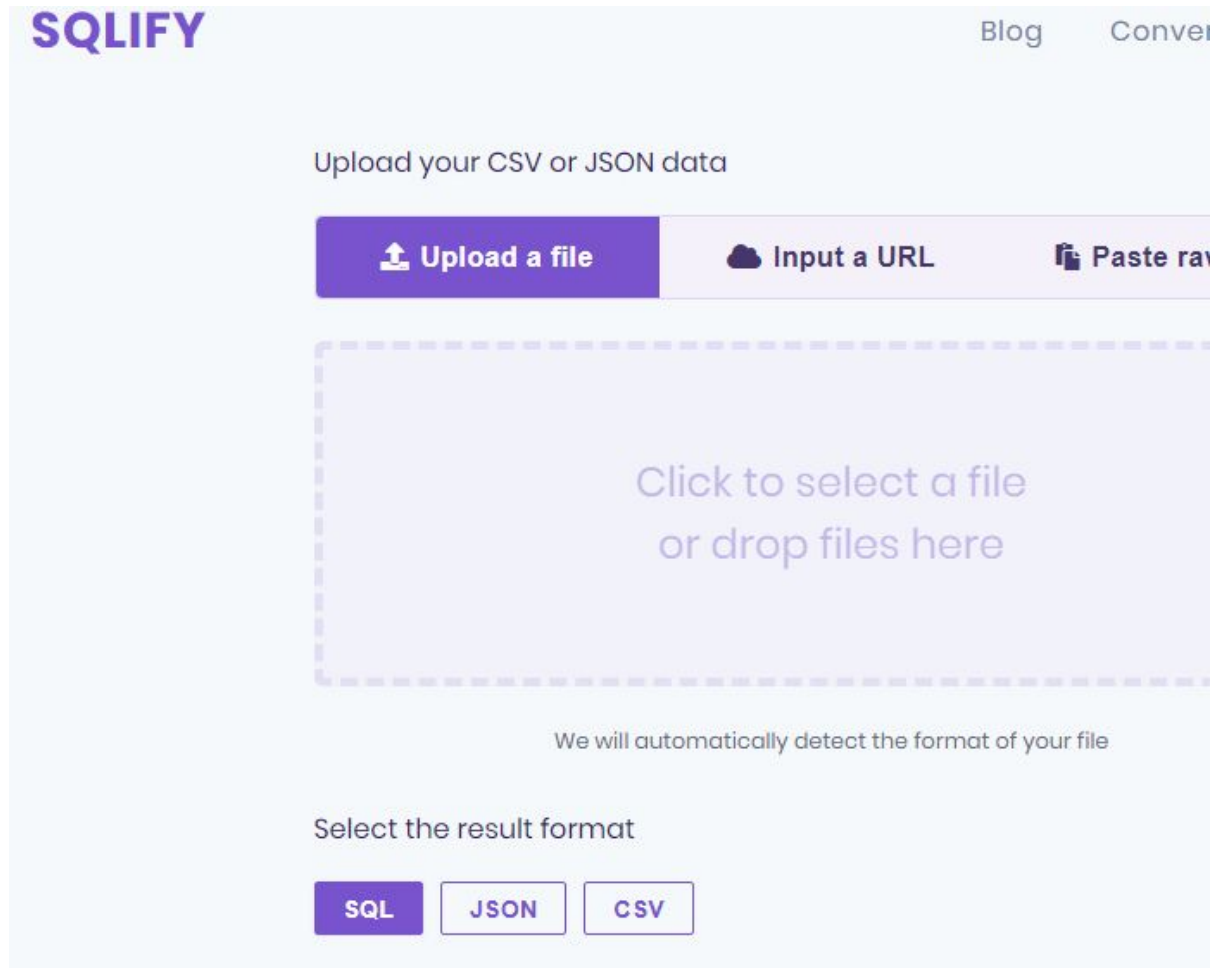 SQLIFY Blog
Upload your CSV or JSON data
Upload a file Input a URL Paste
Click to select a file
or drop files here
We will automatically detect the format of your file
Select the result format
SQL JSON CSV